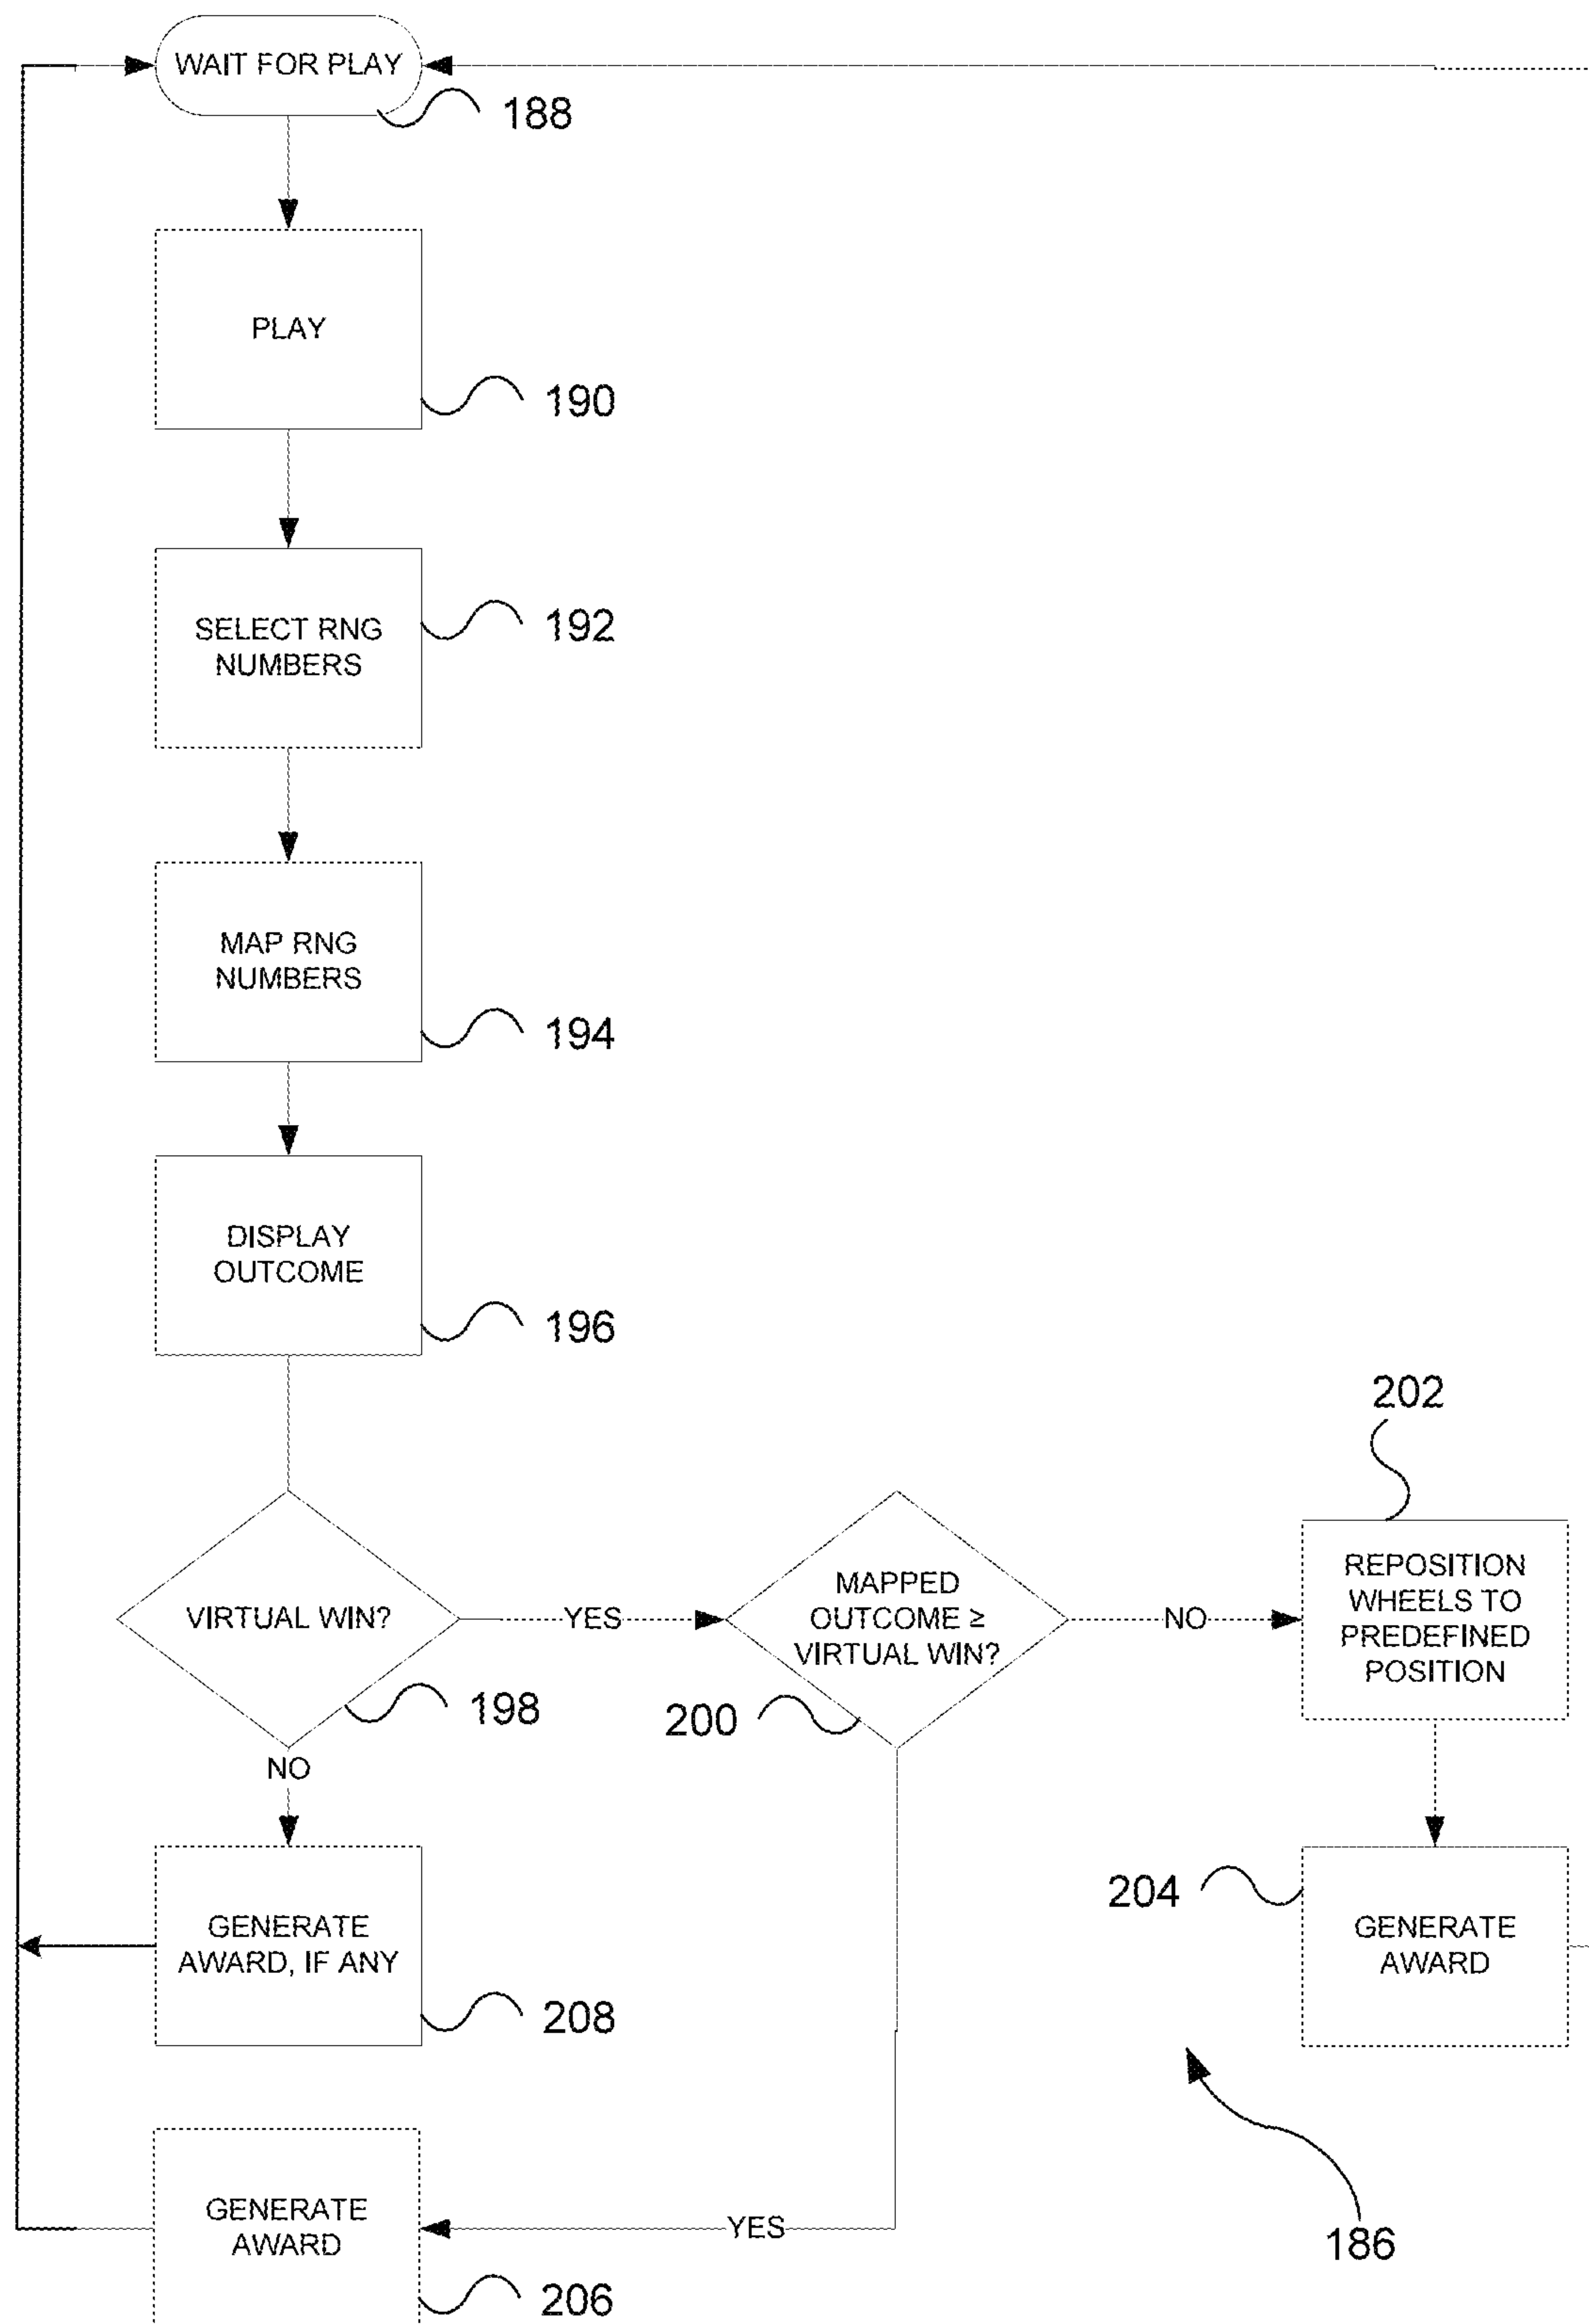 WAIT FOR PLAY
188
PLAY
190
SELECT RNG
NUMBERS
192
MAP RNG
NUMBERS
194
DISPLAY
OUTCOME
196
202
VIRTUAL WIN?
YES
MAPPED
OUTCOME ≥
VIRTUAL WIN?
NO
REPOSITION
WHEELS TO
PREDEFINED
POSITION
198
200
NO
GENERATE
AWARD, IF ANY
208
204
GENERATE
AWARD
GENERATE
AWARD
YES
206
186